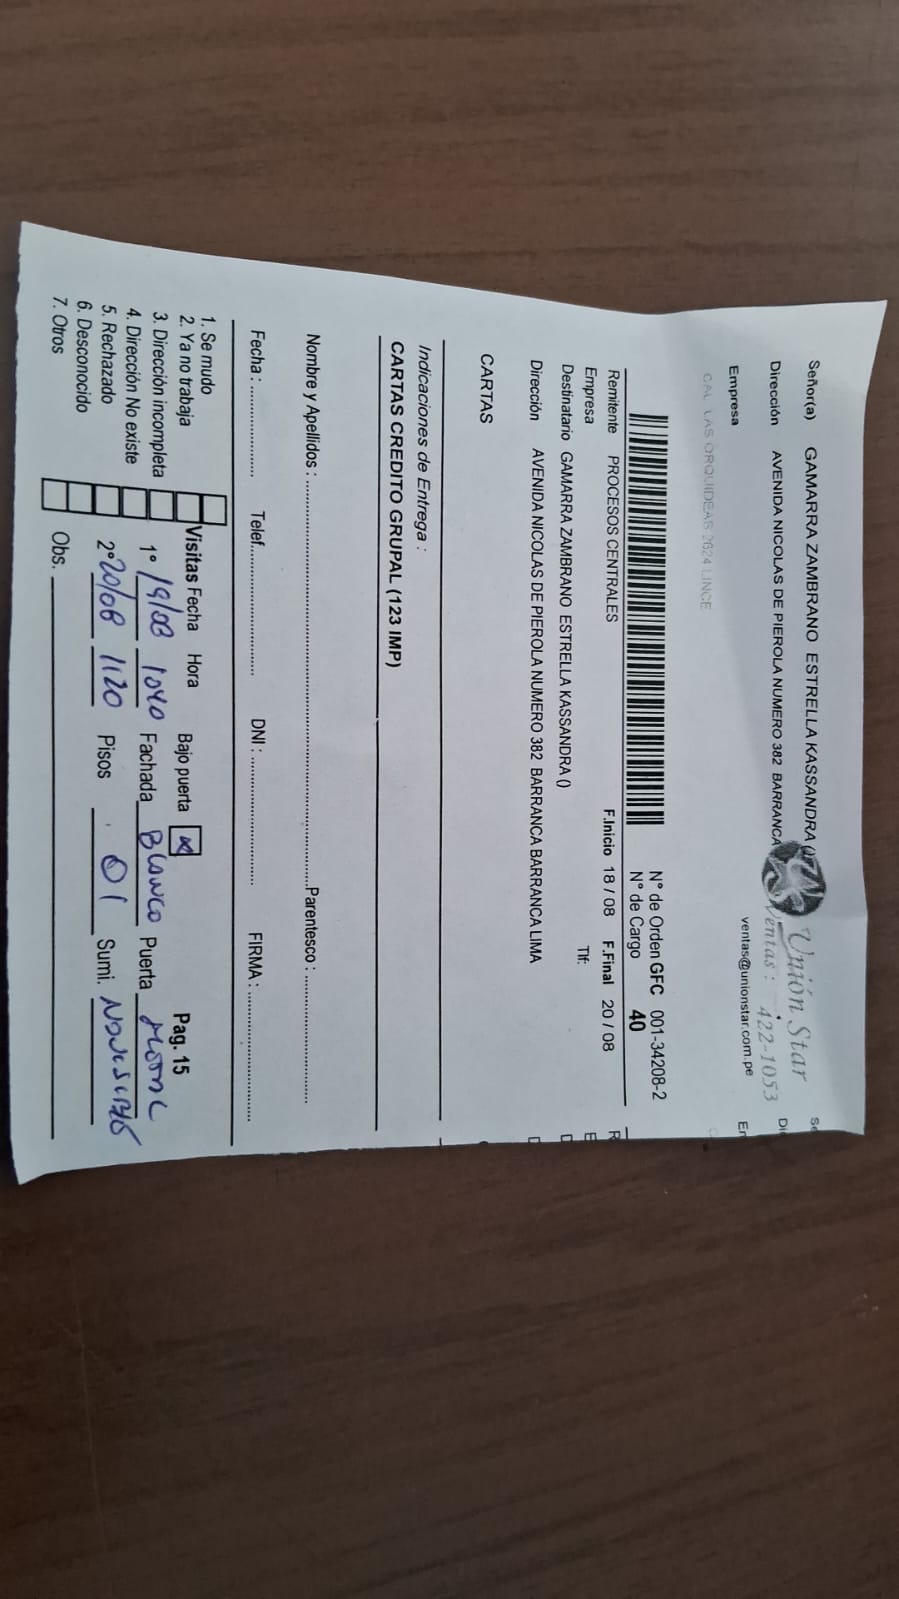 Señor(a) GAMARRA ZAMBRANO ESTRELLA KASSANDRA ()
Unión Star
Dirección AVENIDA NICOLAS DE PIEROLA NUMERO 382 BARRANCA
Ventas : 422-1053
Empresa
ventas@unionstar.com.pe
CAL LAS ORQUIDEAS 2624 LINCE
N° de Orden GFC 001-34208-2
N° de Cargo 40
Remitente PROCESOS CENTRALES F.Inicio 18 / 08 F.Final 20 / 08
Empresa Tlf:
Destinatario GAMARRA ZAMBRANO ESTRELLA KASSANDRA ()
Dirección AVENIDA NICOLAS DE PIEROLA NUMERO 382 BARRANCA BARRANCA LIMA
CARTAS
Indicaciones de Entrega :
CARTAS CREDITO GRUPAL (123 IMP)
Nombre y Apellidos : Parentesco :
Fecha : Telef. DNI : FIRMA :
1. Se mudo
2. Ya no trabaja
3. Dirección incompleta
4. Dirección No existe
5. Rechazado
6. Desconocido
7. Otros
Visitas Fecha Hora Bajo puerta Pag. 15
1° 19/08 1040 Fachada Blanco Puerta
2° 20/08 1120 Pisos 01 Sumi.
Obs.